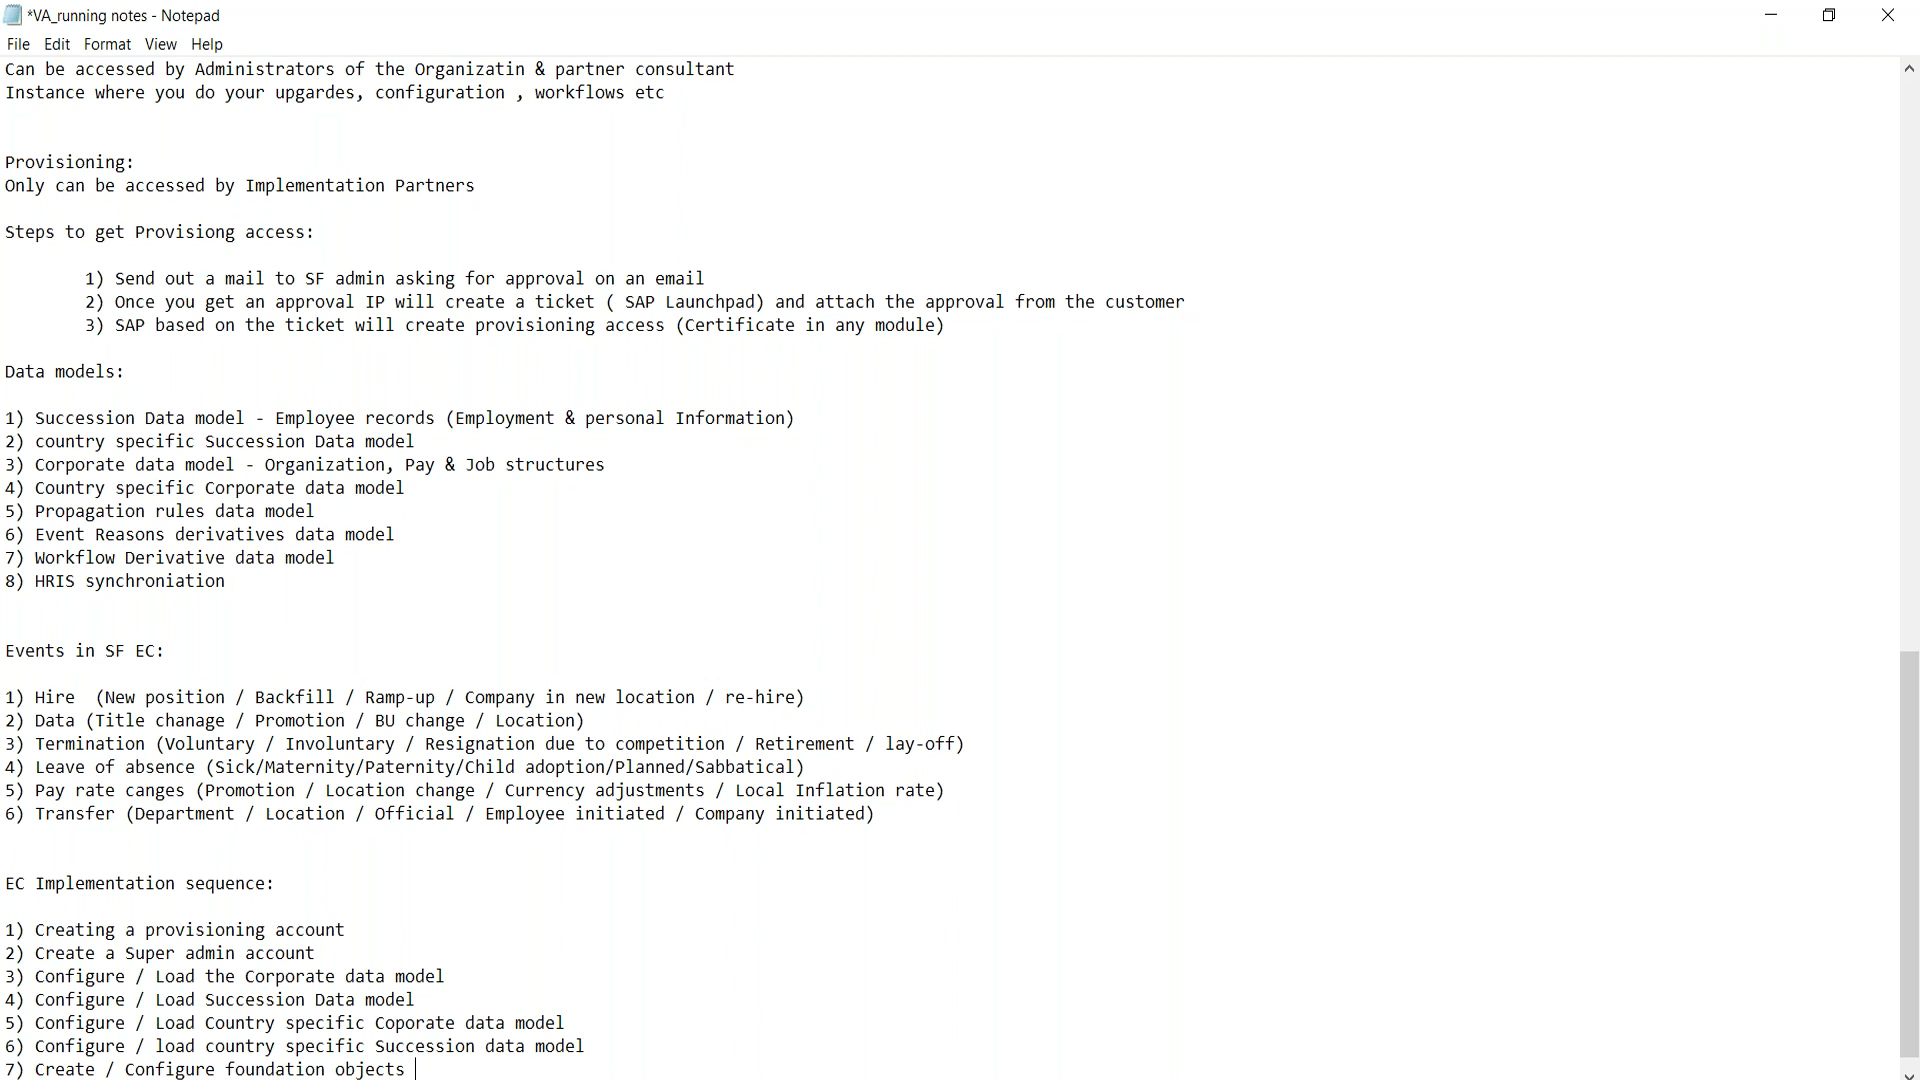 *VA_running notes - Notepad
File Edit Format View Help
Can be accessed by Administrators of the Organizatin & partner consultant
Instance where you do your upgardes, configuration , workflows etc
Provisioning:
Only can be accessed by Implementation Partners
Steps to get Provisiong access:
1) Send out a mail to SF admin asking for approval on an email
2) Once you get an approval IP will create a ticket ( SAP Launchpad) and attach the approval from the customer
3) SAP based on the ticket will create provisioning access (Certificate in any module)
Data models:
1) Succession Data model - Employee records (Employment & personal Information)
2) country specific Succession Data model
3) Corporate data model - Organization, Pay & Job structures
4) Country specific Corporate data model
5) Propagation rules data model
6) Event Reasons derivatives data model
7) Workflow Derivative data model
8) HRIS synchroniation
Events in SF EC:
1) Hire  (New position / Backfill / Ramp-up / Company in new location / re-hire)
2) Data (Title chanage / Promotion / BU change / Location)
3) Termination (Voluntary / Involuntary / Resignation due to competition / Retirement / lay-off)
4) Leave of absence (Sick/Maternity/Paternity/Child adoption/Planned/Sabbatical)
5) Pay rate canges (Promotion / Location change / Currency adjustments / Local Inflation rate)
6) Transfer (Department / Location / Official / Employee initiated / Company initiated)
EC Implementation sequence:
1) Creating a provisioning account
2) Create a Super admin account
3) Configure / Load the Corporate data model
4) Configure / Load Succession Data model
5) Configure / Load Country specific Coporate data model
6) Configure / load country specific Succession data model
7) Create / Configure foundation objects